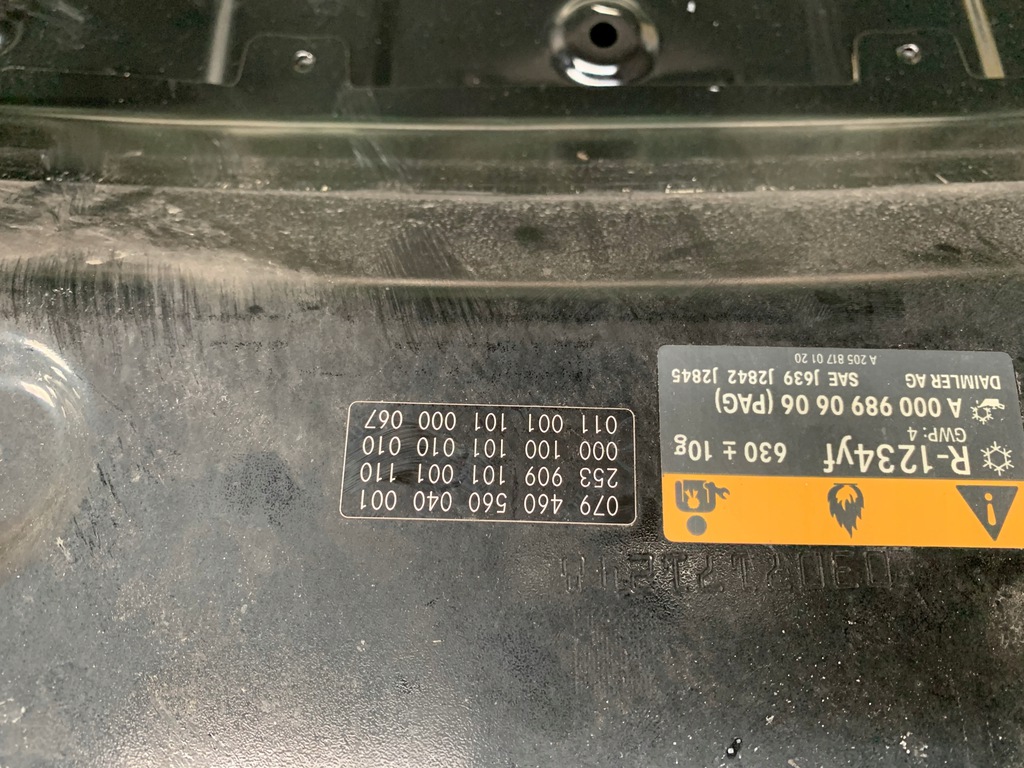 R-1234yf 630 ± 10g
GWP: 4
A 000 989 06 06 (PAG)
DAIMLER AG SAE J639 J2842 J2845
A 205 817 01 20
079 460 560 040 001
253 909 101 001 110
000 100 101 010 010
011 001 101 000 067